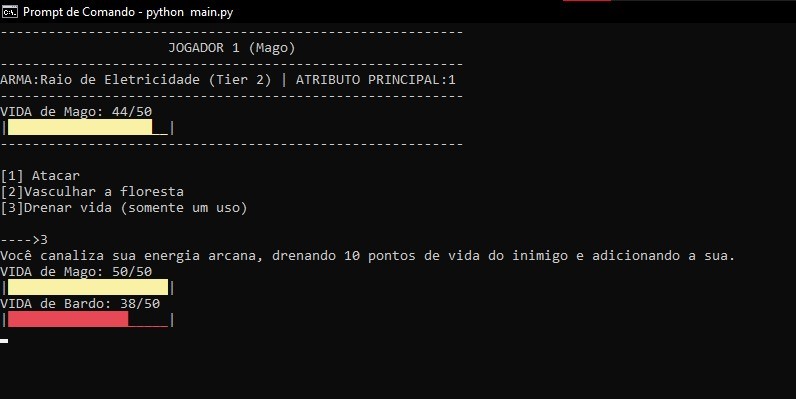 Prompt de Comando - python main.py
----------------------------------------------------------
JOGADOR 1 (Mago)
----------------------------------------------------------
ARMA:Raio de Eletricidade (Tier 2) | ATRIBUTO PRINCIPAL:1
----------------------------------------------------------
VIDA de Mago: 44/50
|██████████████████__|
----------------------------------------------------------
[1] Atacar
[2]Vasculhar a floresta
[3]Drenar vida (somente um uso)
---->3
Você canaliza sua energia arcana, drenando 10 pontos de vida do inimigo e adicionando a sua.
VIDA de Mago: 50/50
|████████████████████|
VIDA de Bardo: 38/50
|███████████████_____|